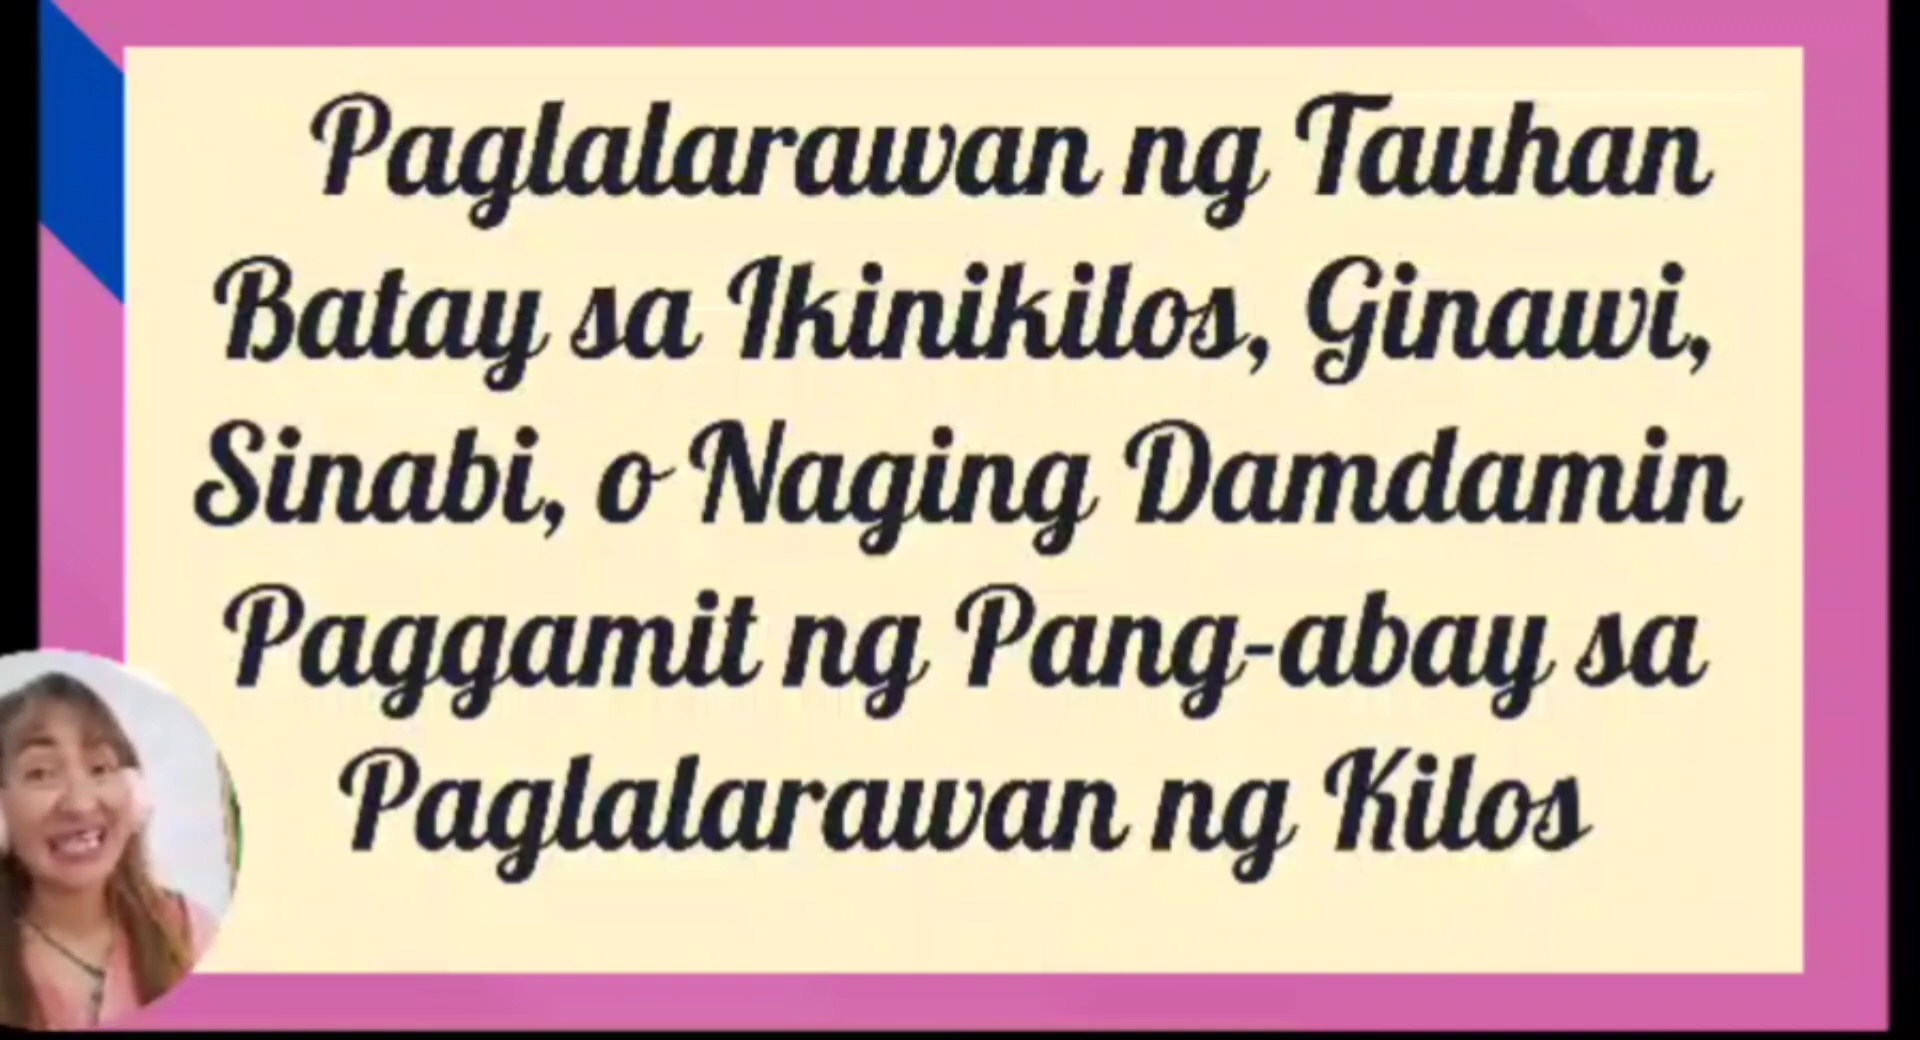 Paglalarawan ng Tauhan
Batay sa Ikinikilos, Ginawi,
Sinabi, o Naging Damdamin
Paggamit ng Pang-abay sa
Paglalarawan ng Kilos